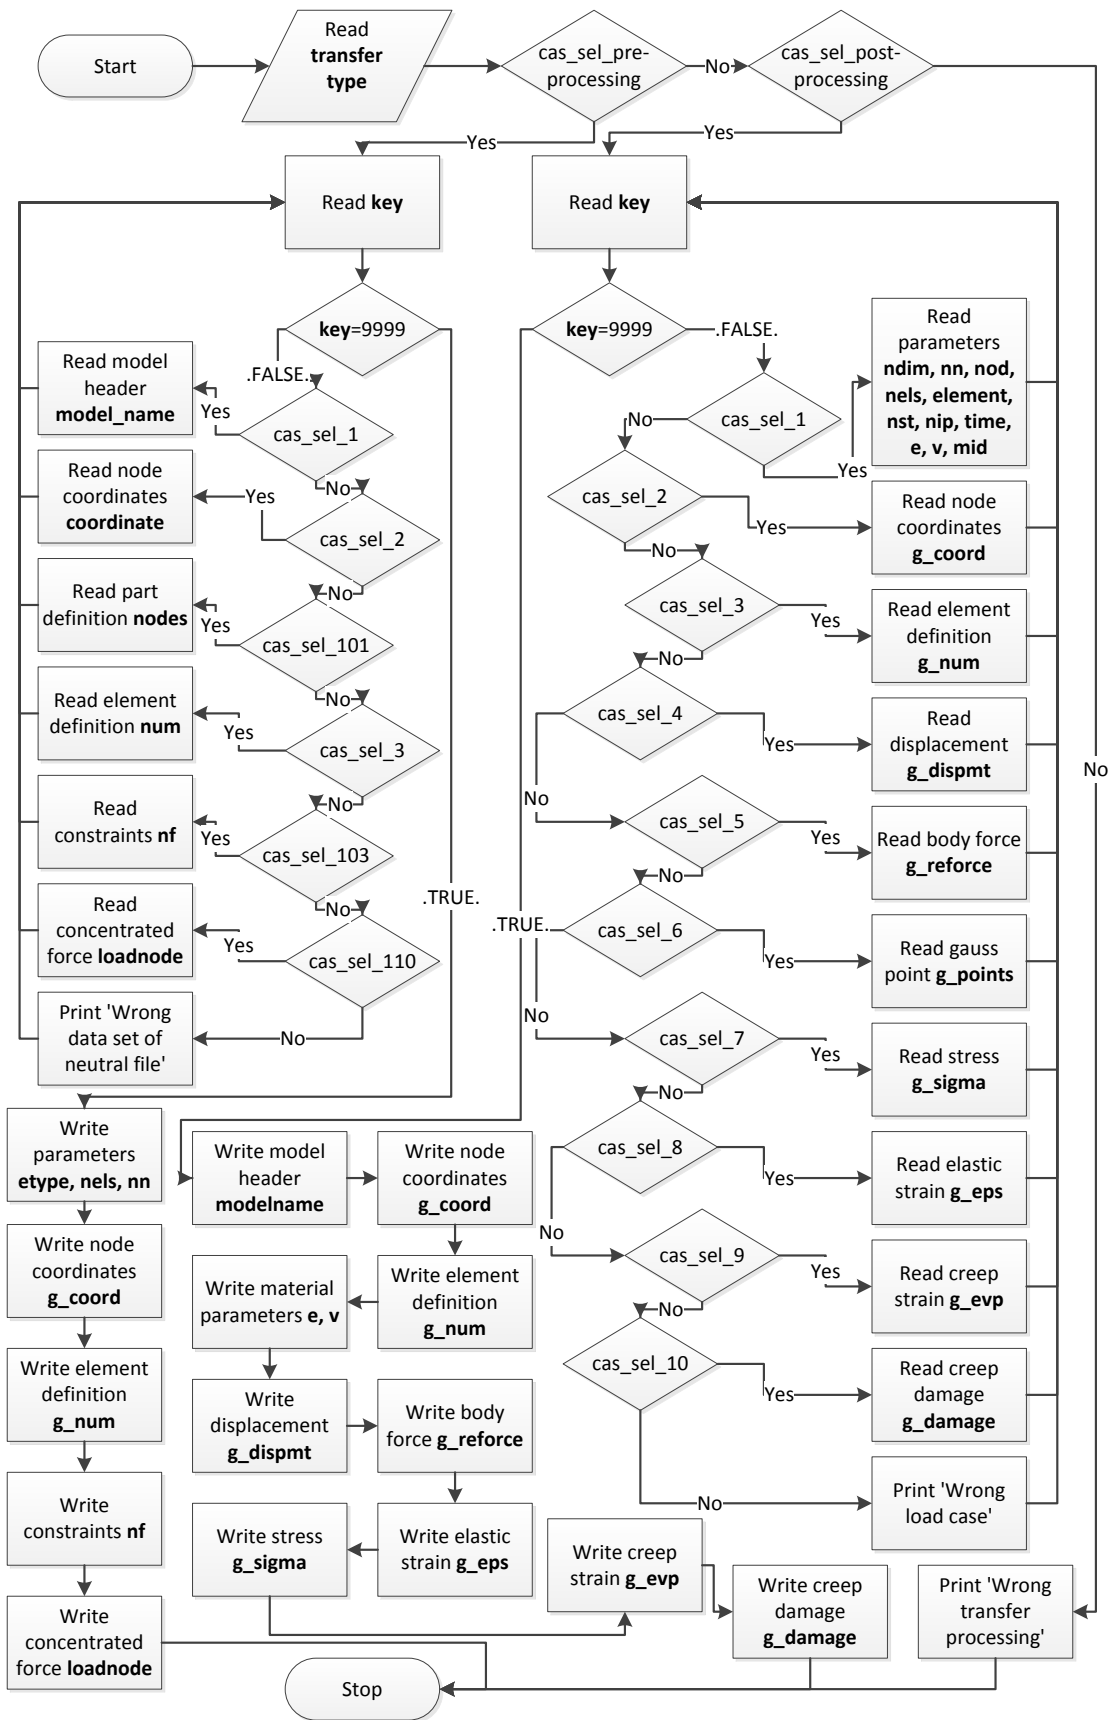 Start
Read
transfer
type
cas_sel_pre-
processing
No
cas_sel_post-
processing
Yes
Yes
Read key
Read key
key=9999
.FALSE.
key=9999
.FALSE.
Read model
header
model_name
Yes
cas_sel_1
No
Read node
coordinates
coordinate
Yes
cas_sel_2
No
Read part
definition nodes
Yes
cas_sel_101
No
Read element
definition num
Yes
cas_sel_3
No
Read
constraints nf
Yes
cas_sel_103
No
Read
concentrated
force loadnode
Yes
cas_sel_110
No
Print 'Wrong
data set of
neutral file'
.TRUE.
.TRUE.
cas_sel_1
No
Yes
Read
parameters
ndim, nn, nod,
nels, element,
nst, nip, time,
e, v, mid
cas_sel_2
Yes
No
Read node
coordinates
g_coord
cas_sel_3
Yes
No
Read element
definition
g_num
cas_sel_4
Yes
No
Read
displacement
g_dispmt
No
cas_sel_5
Yes
No
Read body force
g_reforce
cas_sel_6
Yes
No
Read gauss
point g_points
cas_sel_7
Yes
No
Read stress
g_sigma
cas_sel_8
Yes
No
Read elastic
strain g_eps
cas_sel_9
Yes
No
Read creep
strain g_evp
cas_sel_10
Yes
No
Read creep
damage
g_damage
Print 'Wrong
load case'
Write
parameters
etype, nels, nn
Write node
coordinates
g_coord
Write element
definition
g_num
Write
constraints nf
Write
concentrated
force loadnode
Write model
header
modelname
Write node
coordinates
g_coord
Write element
definition
g_num
Write material
parameters e, v
Write
displacement
g_dispmt
Write body
force g_reforce
Write elastic
strain g_eps
Write stress
g_sigma
Write creep
strain g_evp
Write creep
damage
g_damage
Print 'Wrong
transfer
processing'
Stop